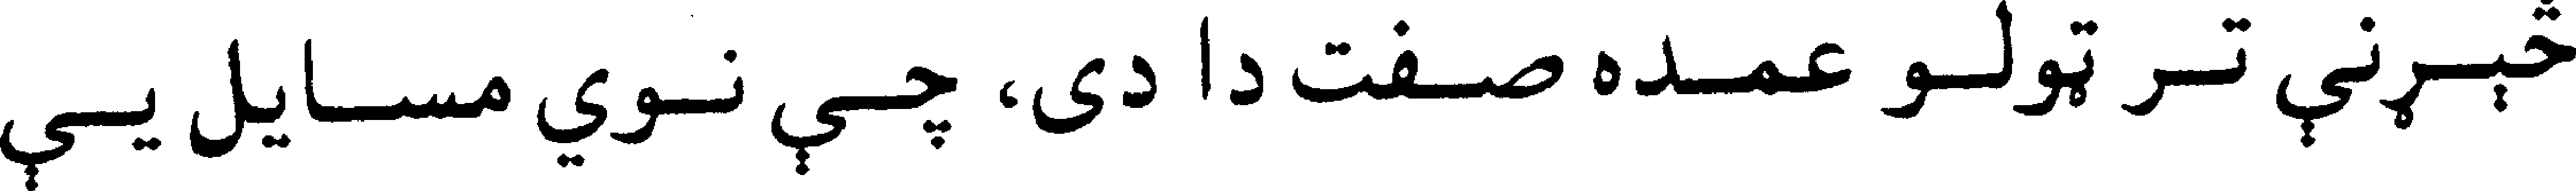 څېړنې تر ټولو عمده صفت دا دی، چې نوي مسايل يې